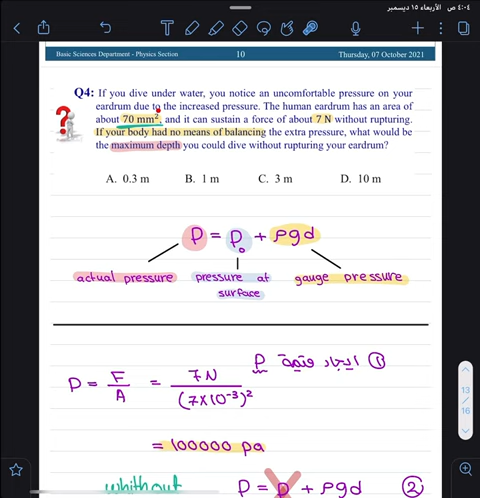 ٤:٠٤ ص الأربعاء ١٥ ديسمبر
Basic Sciences Department - Physics Section 10 Thursday, 07 October 2021
Q4: If you dive under water, you notice an uncomfortable pressure on your
eardrum due to the increased pressure. The human eardrum has an area of
about 70 mm², and it can sustain a force of about 7 N without rupturing.
If your body had no means of balancing the extra pressure, what would be
the maximum depth you could dive without rupturing your eardrum?
A. 0.3 m B. 1 m C. 3 m D. 10 m
P = P₀ + ρgd
actual pressure pressure at surface gauge pressure
① ايجاد قيمة P
P = F/A = 7N/(7×10⁻³)²
= 100000 pa
whithout P = P + ρgd ②
13
/
16